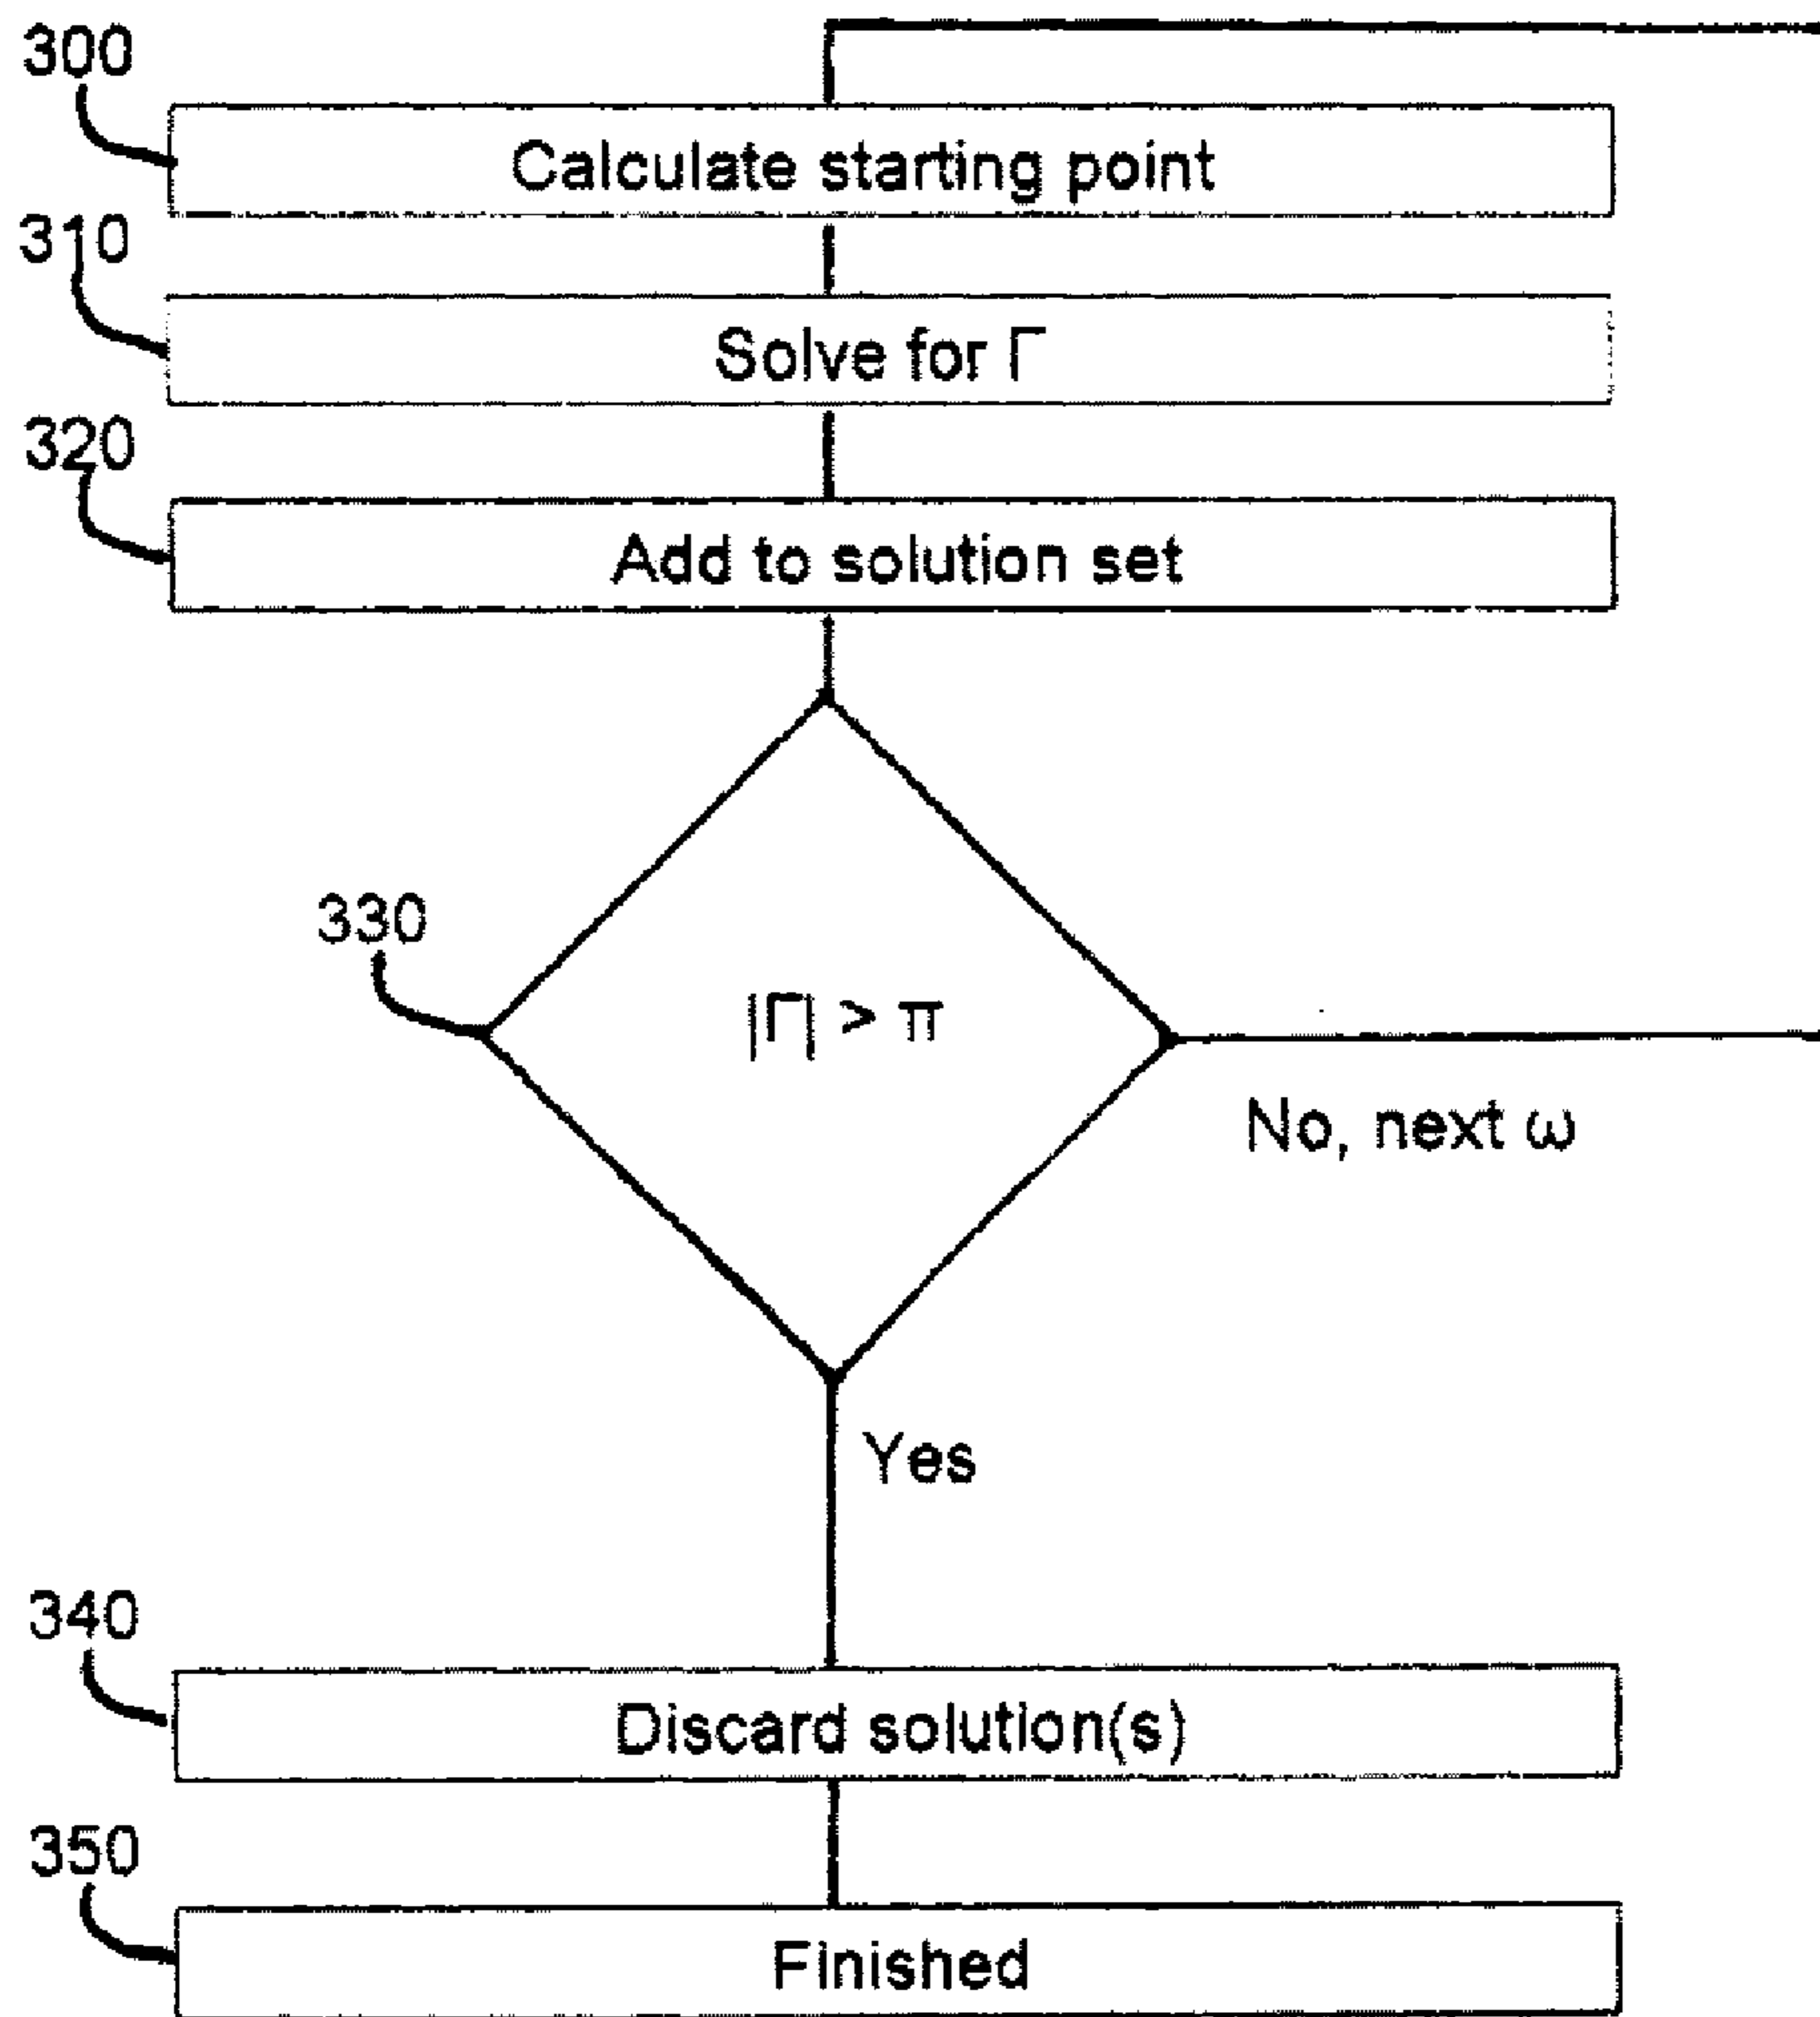 300
Calculate starting point
310
Solve for Γ
320
Add to solution set
330
|Γ| > π
No, next ω
Yes
340
Discard solution(s)
350
Finished